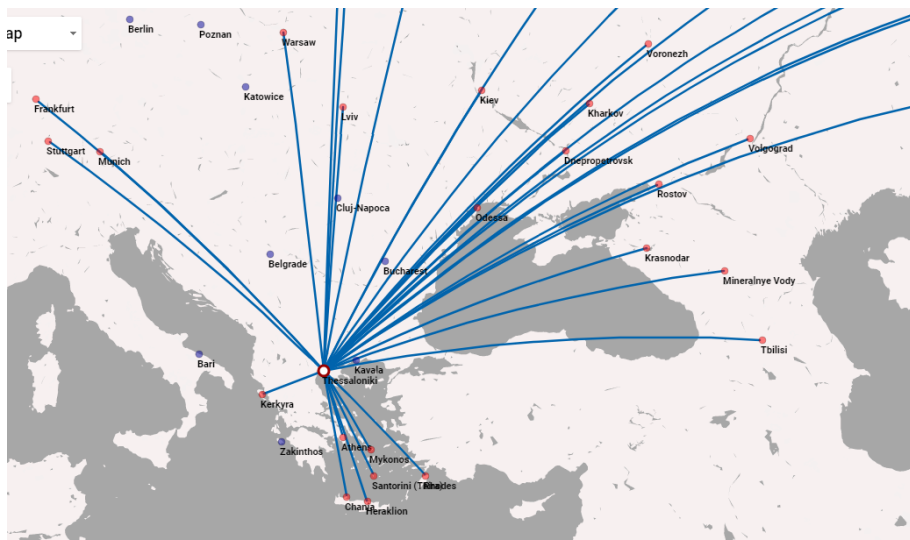 ap
Berlin
Poznan
Warsaw
Voronezh
Katowice
Kiev
Frankfurt
Lviv
Kharkov
Stuttgart
Munich
Dnepropetrovsk
Volgograd
Rostov
Cluj-Napoca
Odessa
Belgrade
Bucharest
Krasnodar
Mineralnye Vody
Tbilisi
Bari
Kavala
Thessaloniki
Kerkyra
Athens
Zakinthos
Mykonos
Santorini (Thira)
Rhodes
Chania
Heraklion